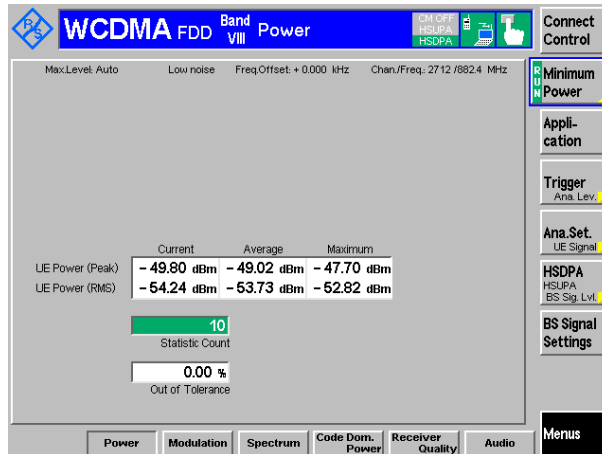 R/S WCDMA FDD Band VIII Power
CM OFF
HSUPA
HSDPA
Connect
Control
Max.Level: Auto Low noise Freq.Offset: + 0.000 kHz Chan./Freq.: 2712 /882.4 MHz
RUN
Minimum
Power
Appli-
cation
Trigger
Ana. Lev.
Ana.Set.
UE Signal
HSDPA
HSUPA
BS Sig. Lvl.
BS Signal
Settings
Menus
Current Average Maximum
UE Power (Peak) - 49.80 dBm - 49.02 dBm - 47.70 dBm
UE Power (RMS) - 54.24 dBm - 53.73 dBm - 52.82 dBm
10
Statistic Count
0.00 %
Out of Tolerance
Power Modulation Spectrum Code Dom. Power Receiver Quality Audio